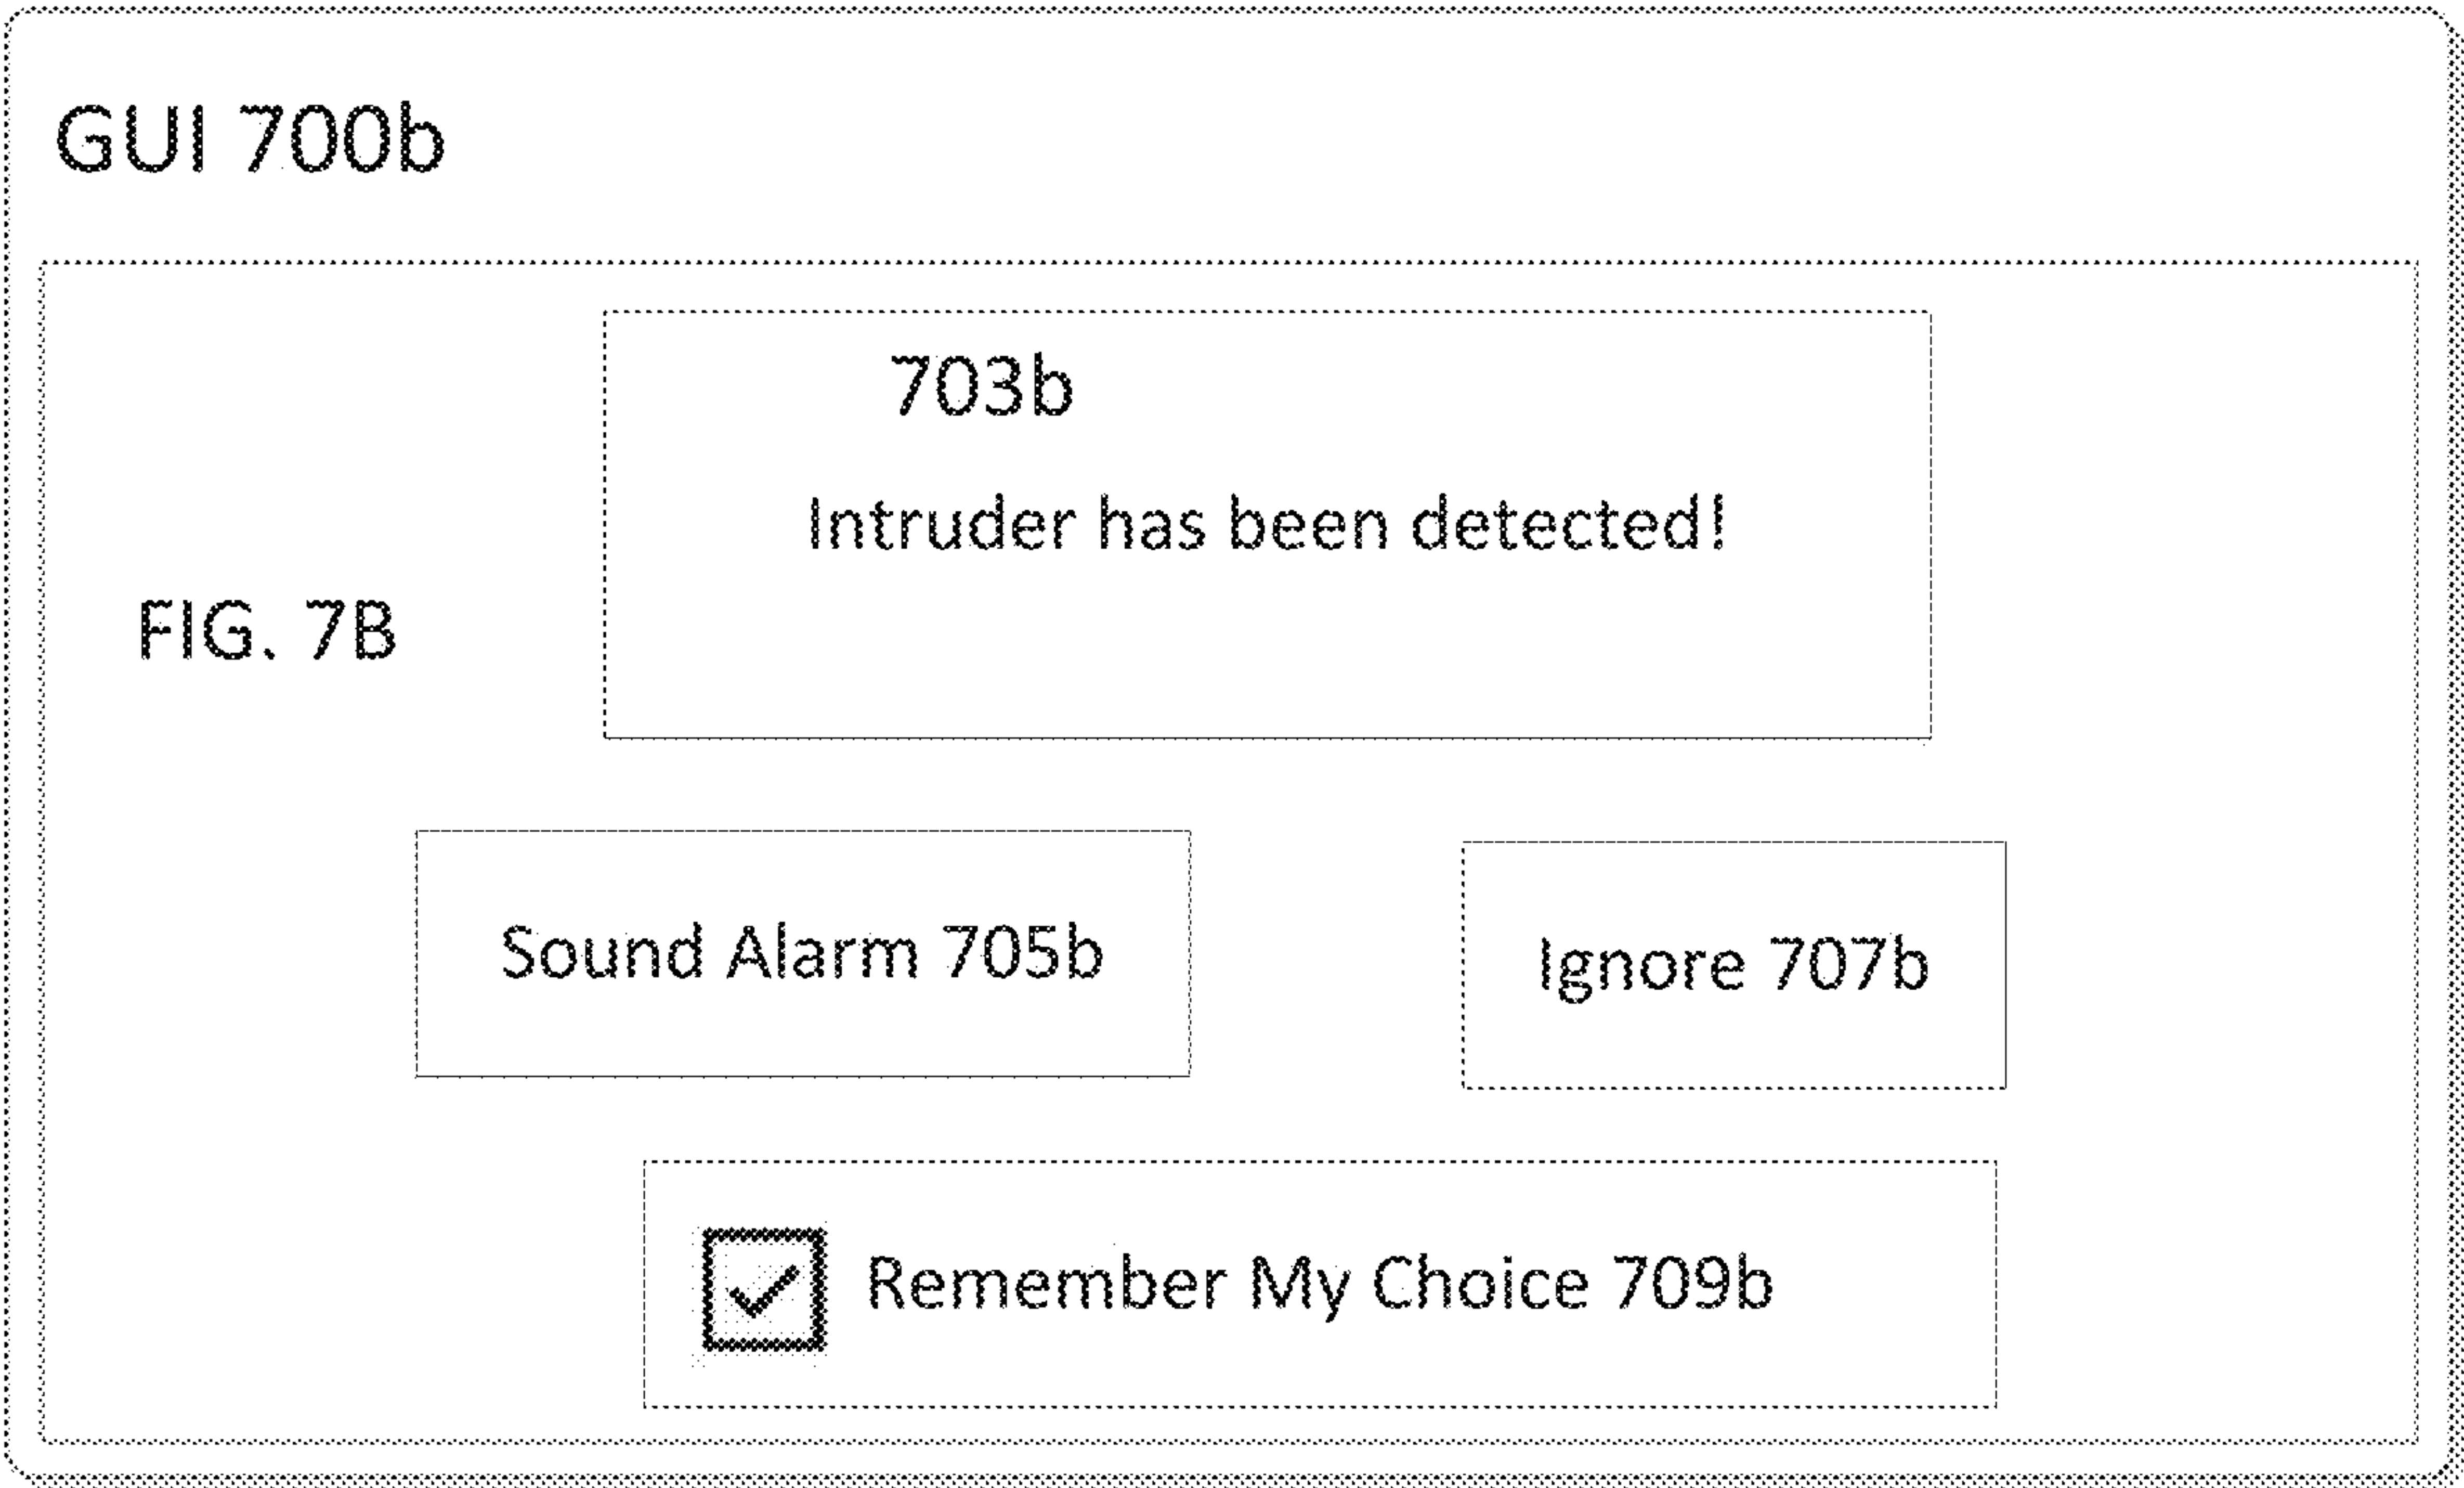 GUI 700b
703b
Intruder has been detected!
FIG. 7B
Sound Alarm 705b
Ignore 707b
Remember My Choice 709b